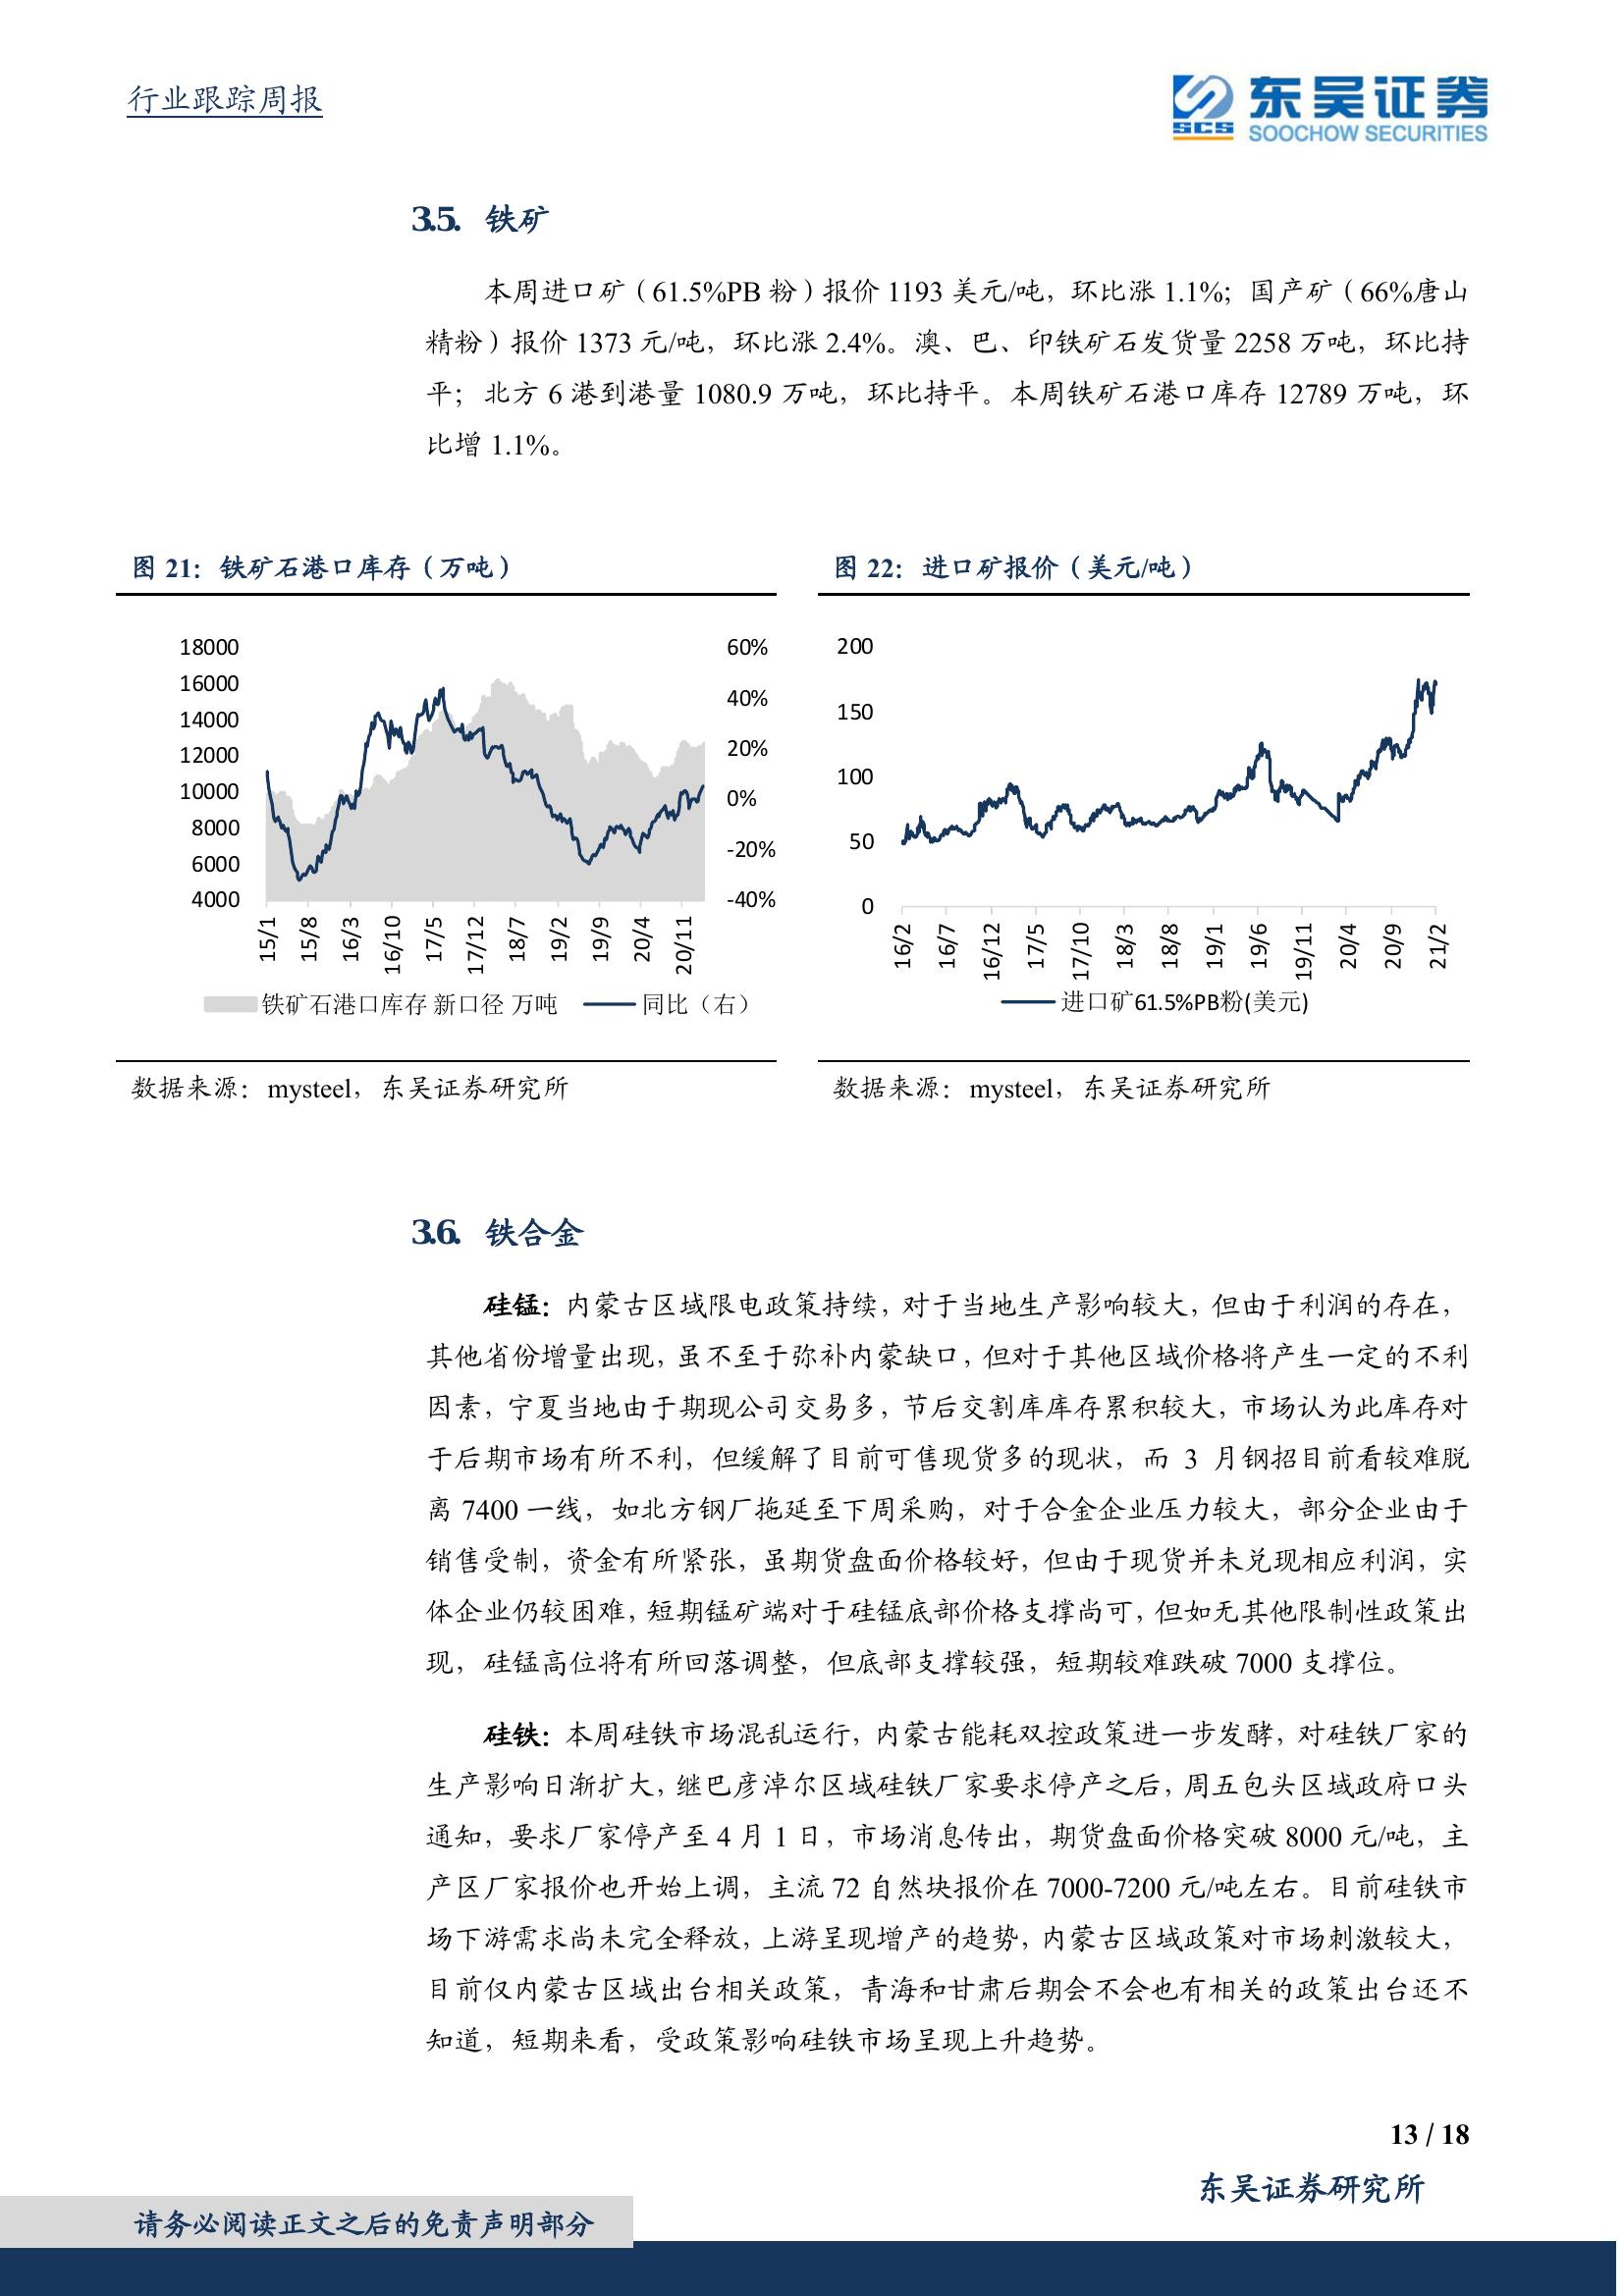 行业跟踪周报
东吴证券
SCS
SOOCHOW SECURITIES
3.5. 铁矿
本周进口矿（61.5%PB 粉）报价 1193 美元/吨，环比涨 1.1%；国产矿（66%唐山
精粉）报价 1373 元/吨，环比涨 2.4%。澳、巴、印铁矿石发货量 2258 万吨，环比持
平；北方 6 港到港量 1080.9 万吨，环比持平。本周铁矿石港口库存 12789 万吨，环
比增 1.1%。
图 21：铁矿石港口库存（万吨）
18000
16000
14000
12000
10000
8000
6000
4000
60%
40%
20%
0%
-20%
-40%
15/1
15/8
16/3
16/10
17/5
17/12
18/7
19/2
19/9
20/4
20/11
铁矿石港口库存 新口径 万吨
同比（右）
数据来源：mysteel，东吴证券研究所
图 22：进口矿报价（美元/吨）
200
150
100
50
0
16/2
16/7
16/12
17/5
17/10
18/3
18/8
19/1
19/6
19/11
20/4
20/9
21/2
进口矿61.5%PB粉(美元)
数据来源：mysteel，东吴证券研究所
3.6. 铁合金
硅锰：内蒙古区域限电政策持续，对于当地生产影响较大，但由于利润的存在，
其他省份增量出现，虽不至于弥补内蒙缺口，但对于其他区域价格将产生一定的不利
因素，宁夏当地由于期现公司交易多，节后交割库库存累积较大，市场认为此库存对
于后期市场有所不利，但缓解了目前可售现货多的现状，而 3 月钢招目前看较难脱
离 7400 一线，如北方钢厂拖延至下周采购，对于合金企业压力较大，部分企业由于
销售受制，资金有所紧张，虽期货盘面价格较好，但由于现货并未兑现相应利润，实
体企业仍较困难，短期锰矿端对于硅锰底部价格支撑尚可，但如无其他限制性政策出
现，硅锰高位将有所回落调整，但底部支撑较强，短期较难跌破 7000 支撑位。
硅铁：本周硅铁市场混乱运行，内蒙古能耗双控政策进一步发酵，对硅铁厂家的
生产影响日渐扩大，继巴彦淖尔区域硅铁厂家要求停产之后，周五包头区域政府口头
通知，要求厂家停产至 4 月 1 日，市场消息传出，期货盘面价格突破 8000 元/吨，主
产区厂家报价也开始上调，主流 72 自然块报价在 7000-7200 元/吨左右。目前硅铁市
场下游需求尚未完全释放，上游呈现增产的趋势，内蒙古区域政策对市场刺激较大，
目前仅内蒙古区域出台相关政策，青海和甘肃后期会不会也有相关的政策出台还不
知道，短期来看，受政策影响硅铁市场呈现上升趋势。
13 / 18
东吴证券研究所
请务必阅读正文之后的免责声明部分